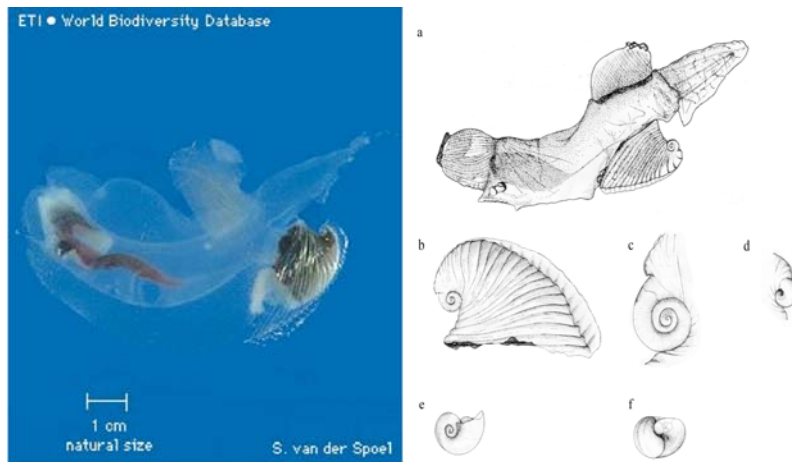 ETI ● World Biodiversity Database
1 cm
natural size
S. van der Spoel
a
b
c
d
e
f